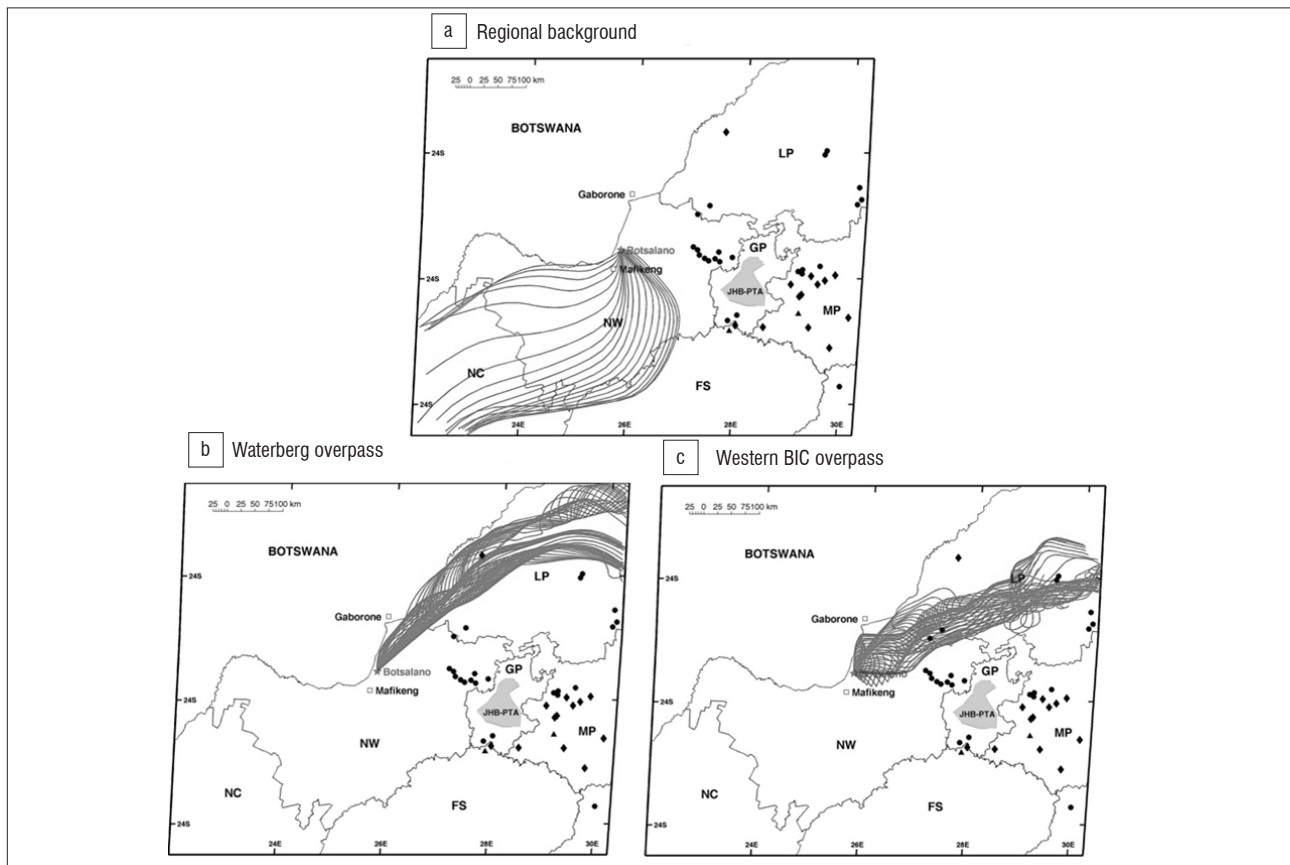 a Regional background
25 0 25 50 75100 km
BOTSWANA
LP
24S
Gaborone
Botsalano
GP
Mafikeng
24S
JHB-PTA
NW
MP
NC
FS
24S
24E 26E 28E 30E
b Waterberg overpass
25 0 25 50 75100 km
BOTSWANA
24S
LP
Gaborone
Botsalano
GP
Mafikeng
JHB-PTA
24S
NW
MP
NC
FS
24S
24E 26E 28E 30E
c Western BIC overpass
25 0 25 50 75100 km
BOTSWANA
24S
LP
Gaborone
GP
Mafikeng
24S
JHB-PTA
NW
MP
NC
FS
24S
24E 26E 28E 30E